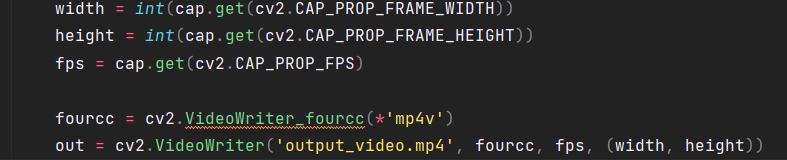 width = int(cap.get(cv2.CAP_PROP_FRAME_WIDTH))
height = int(cap.get(cv2.CAP_PROP_FRAME_HEIGHT))
fps = cap.get(cv2.CAP_PROP_FPS)
fourcc = cv2.VideoWriter_fourcc(*'mp4v')
out = cv2.VideoWriter('output_video.mp4', fourcc, fps, (width, height))